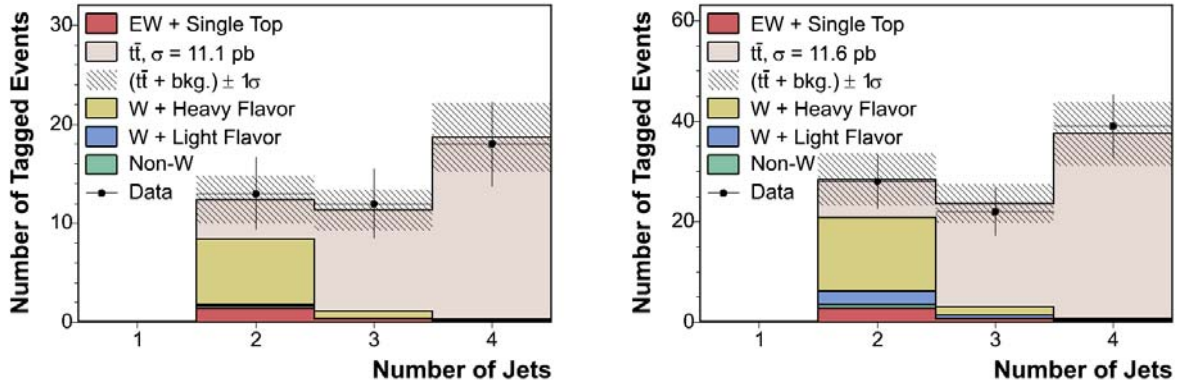 Number of Tagged Events
30
20
10
0
EW + Single Top
tt̄, σ = 11.1 pb
(tt̄ + bkg.) ± 1σ
W + Heavy Flavor
W + Light Flavor
Non-W
Data
1 2 3 4
Number of Jets
Number of Tagged Events
60
40
20
0
EW + Single Top
tt̄, σ = 11.6 pb
(tt̄ + bkg.) ± 1σ
W + Heavy Flavor
W + Light Flavor
Non-W
Data
1 2 3 4
Number of Jets